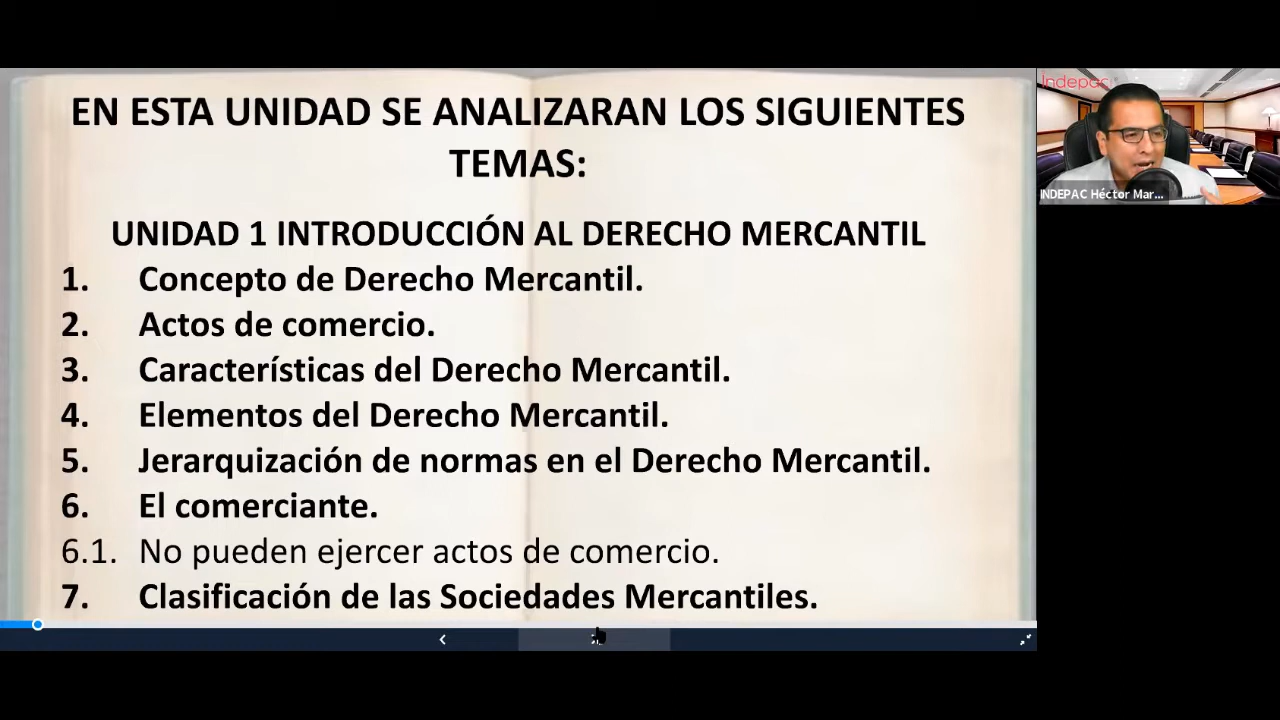 EN ESTA UNIDAD SE ANALIZARAN LOS SIGUIENTES
TEMAS:
UNIDAD 1 INTRODUCCIÓN AL DERECHO MERCANTIL
1. Concepto de Derecho Mercantil.
2. Actos de comercio.
3. Características del Derecho Mercantil.
4. Elementos del Derecho Mercantil.
5. Jerarquización de normas en el Derecho Mercantil.
6. El comerciante.
6.1. No pueden ejercer actos de comercio.
7. Clasificación de las Sociedades Mercantiles.
Indepac
INDEPAC Héctor Mar...